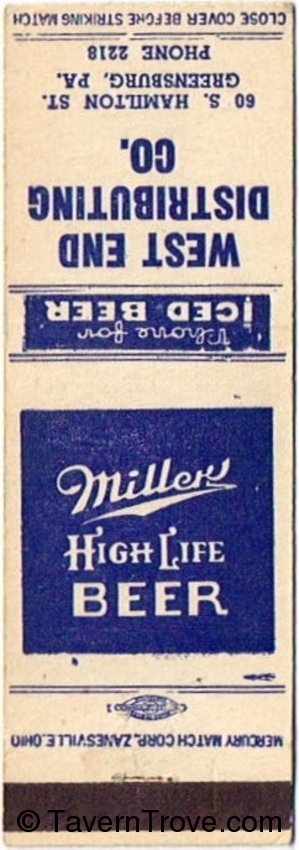 CLOSE COVER BEFORE STRIKING MATCH
PHONE 2218
GREENSBURG, PA.
60 S. HAMILTON ST.
WEST END
DISTRIBUTING
CO.
Phone for
ICED BEER
Miller
HIGH LIFE
BEER
MERCURY MATCH CORP. ZANESVILLE, OHIO
© TavernTrove.com